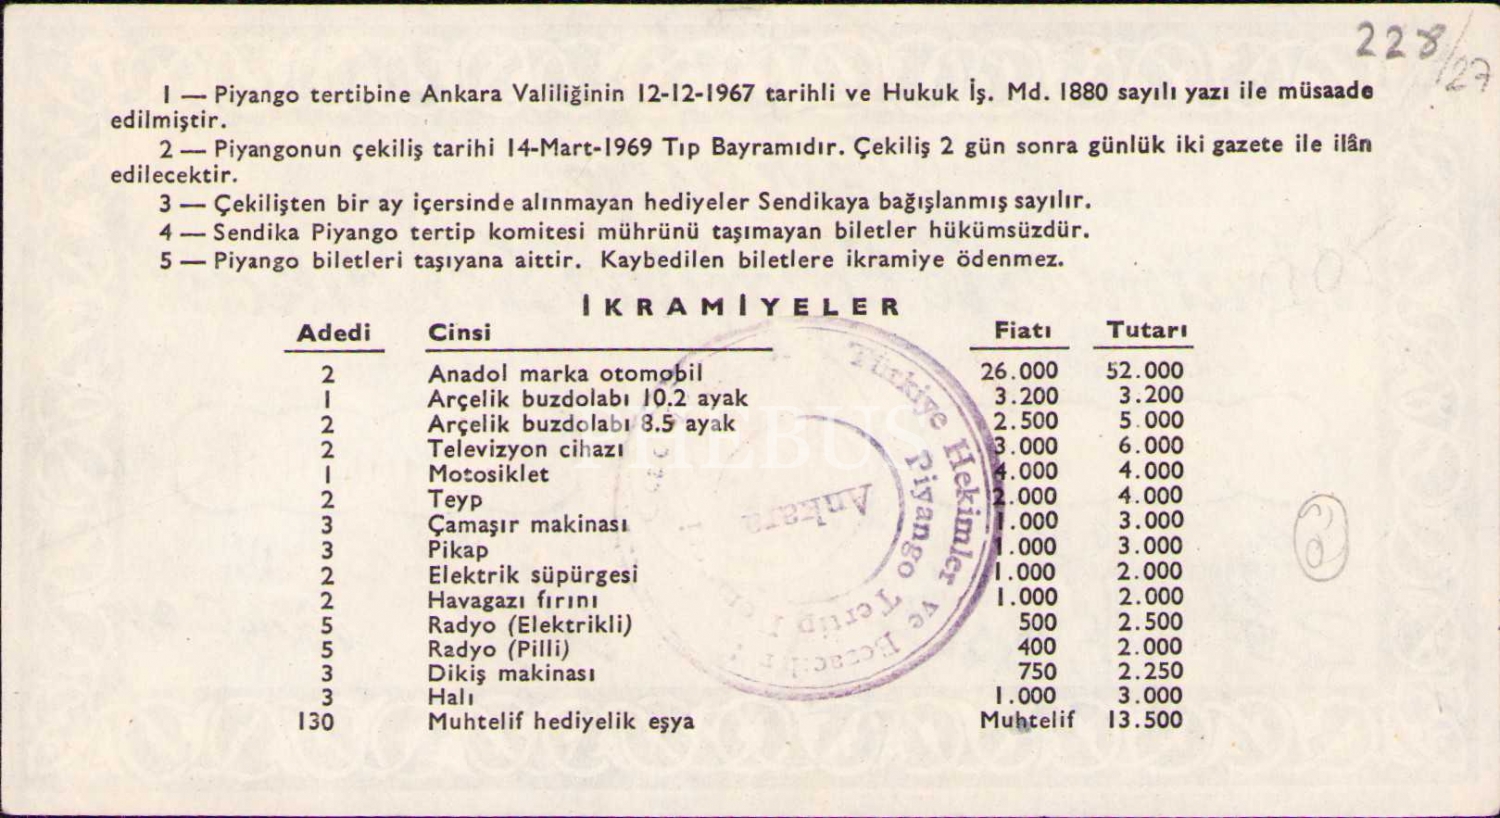 228/27
1 — Piyango tertibine Ankara Valiliğinin 12-12-1967 tarihli ve Hukuk İş. Md. 1880 sayılı yazı ile müsaade
edilmiştir.
2 — Piyangonun çekiliş tarihi 14-Mart-1969 Tıp Bayramıdır. Çekiliş 2 gün sonra günlük iki gazete ile ilân
edilecektir.
3 — Çekilişten bir ay içersinde alınmayan hediyeler Sendikaya bağışlanmış sayılır.
4 — Sendika Piyango tertip komitesi mührünü taşımayan biletler hükümsüzdür.
5 — Piyango biletleri taşıyana aittir. Kaybedilen biletlere ikramiye ödenmez.
İKRAMİYELER
Adedi Cinsi Fiatı Tutarı
2 Anadol marka otomobil 26.000 52.000
1 Arçelik buzdolabı 10.2 ayak 3.200 3.200
2 Arçelik buzdolabı 8.5 ayak 2.500 5.000
2 Televizyon cihazı 3.000 6.000
1 Motosiklet 4.000 4.000
2 Teyp 2.000 4.000
3 Çamaşır makinası 1.000 3.000
3 Pikap 1.000 3.000
2 Elektrik süpürgesi 1.000 2.000
2 Havagazı fırını 1.000 2.000
5 Radyo (Elektrikli) 500 2.500
5 Radyo (Pilli) 400 2.000
3 Dikiş makinası 750 2.250
3 Halı 1.000 3.000
130 Muhtelif hediyelik eşya Muhtelif 13.500
Türkiye Hekimler ve Eczacılar
Piyango Tertip
Ankara
PHEBUS